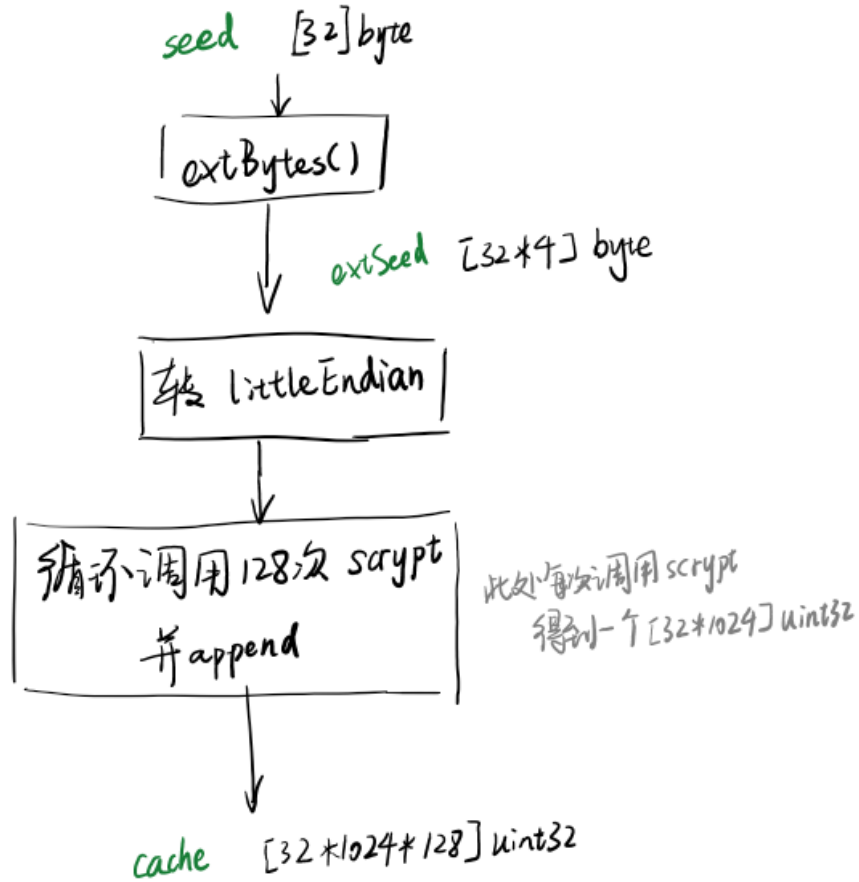 seed [32]byte
extBytes()
extSeed [32*4] byte
转 littleEndian
循环调用128次 scrypt
并append
此处每次调用scrypt
得到一个[32*1024]uint32
cache [32*1024*128]uint32